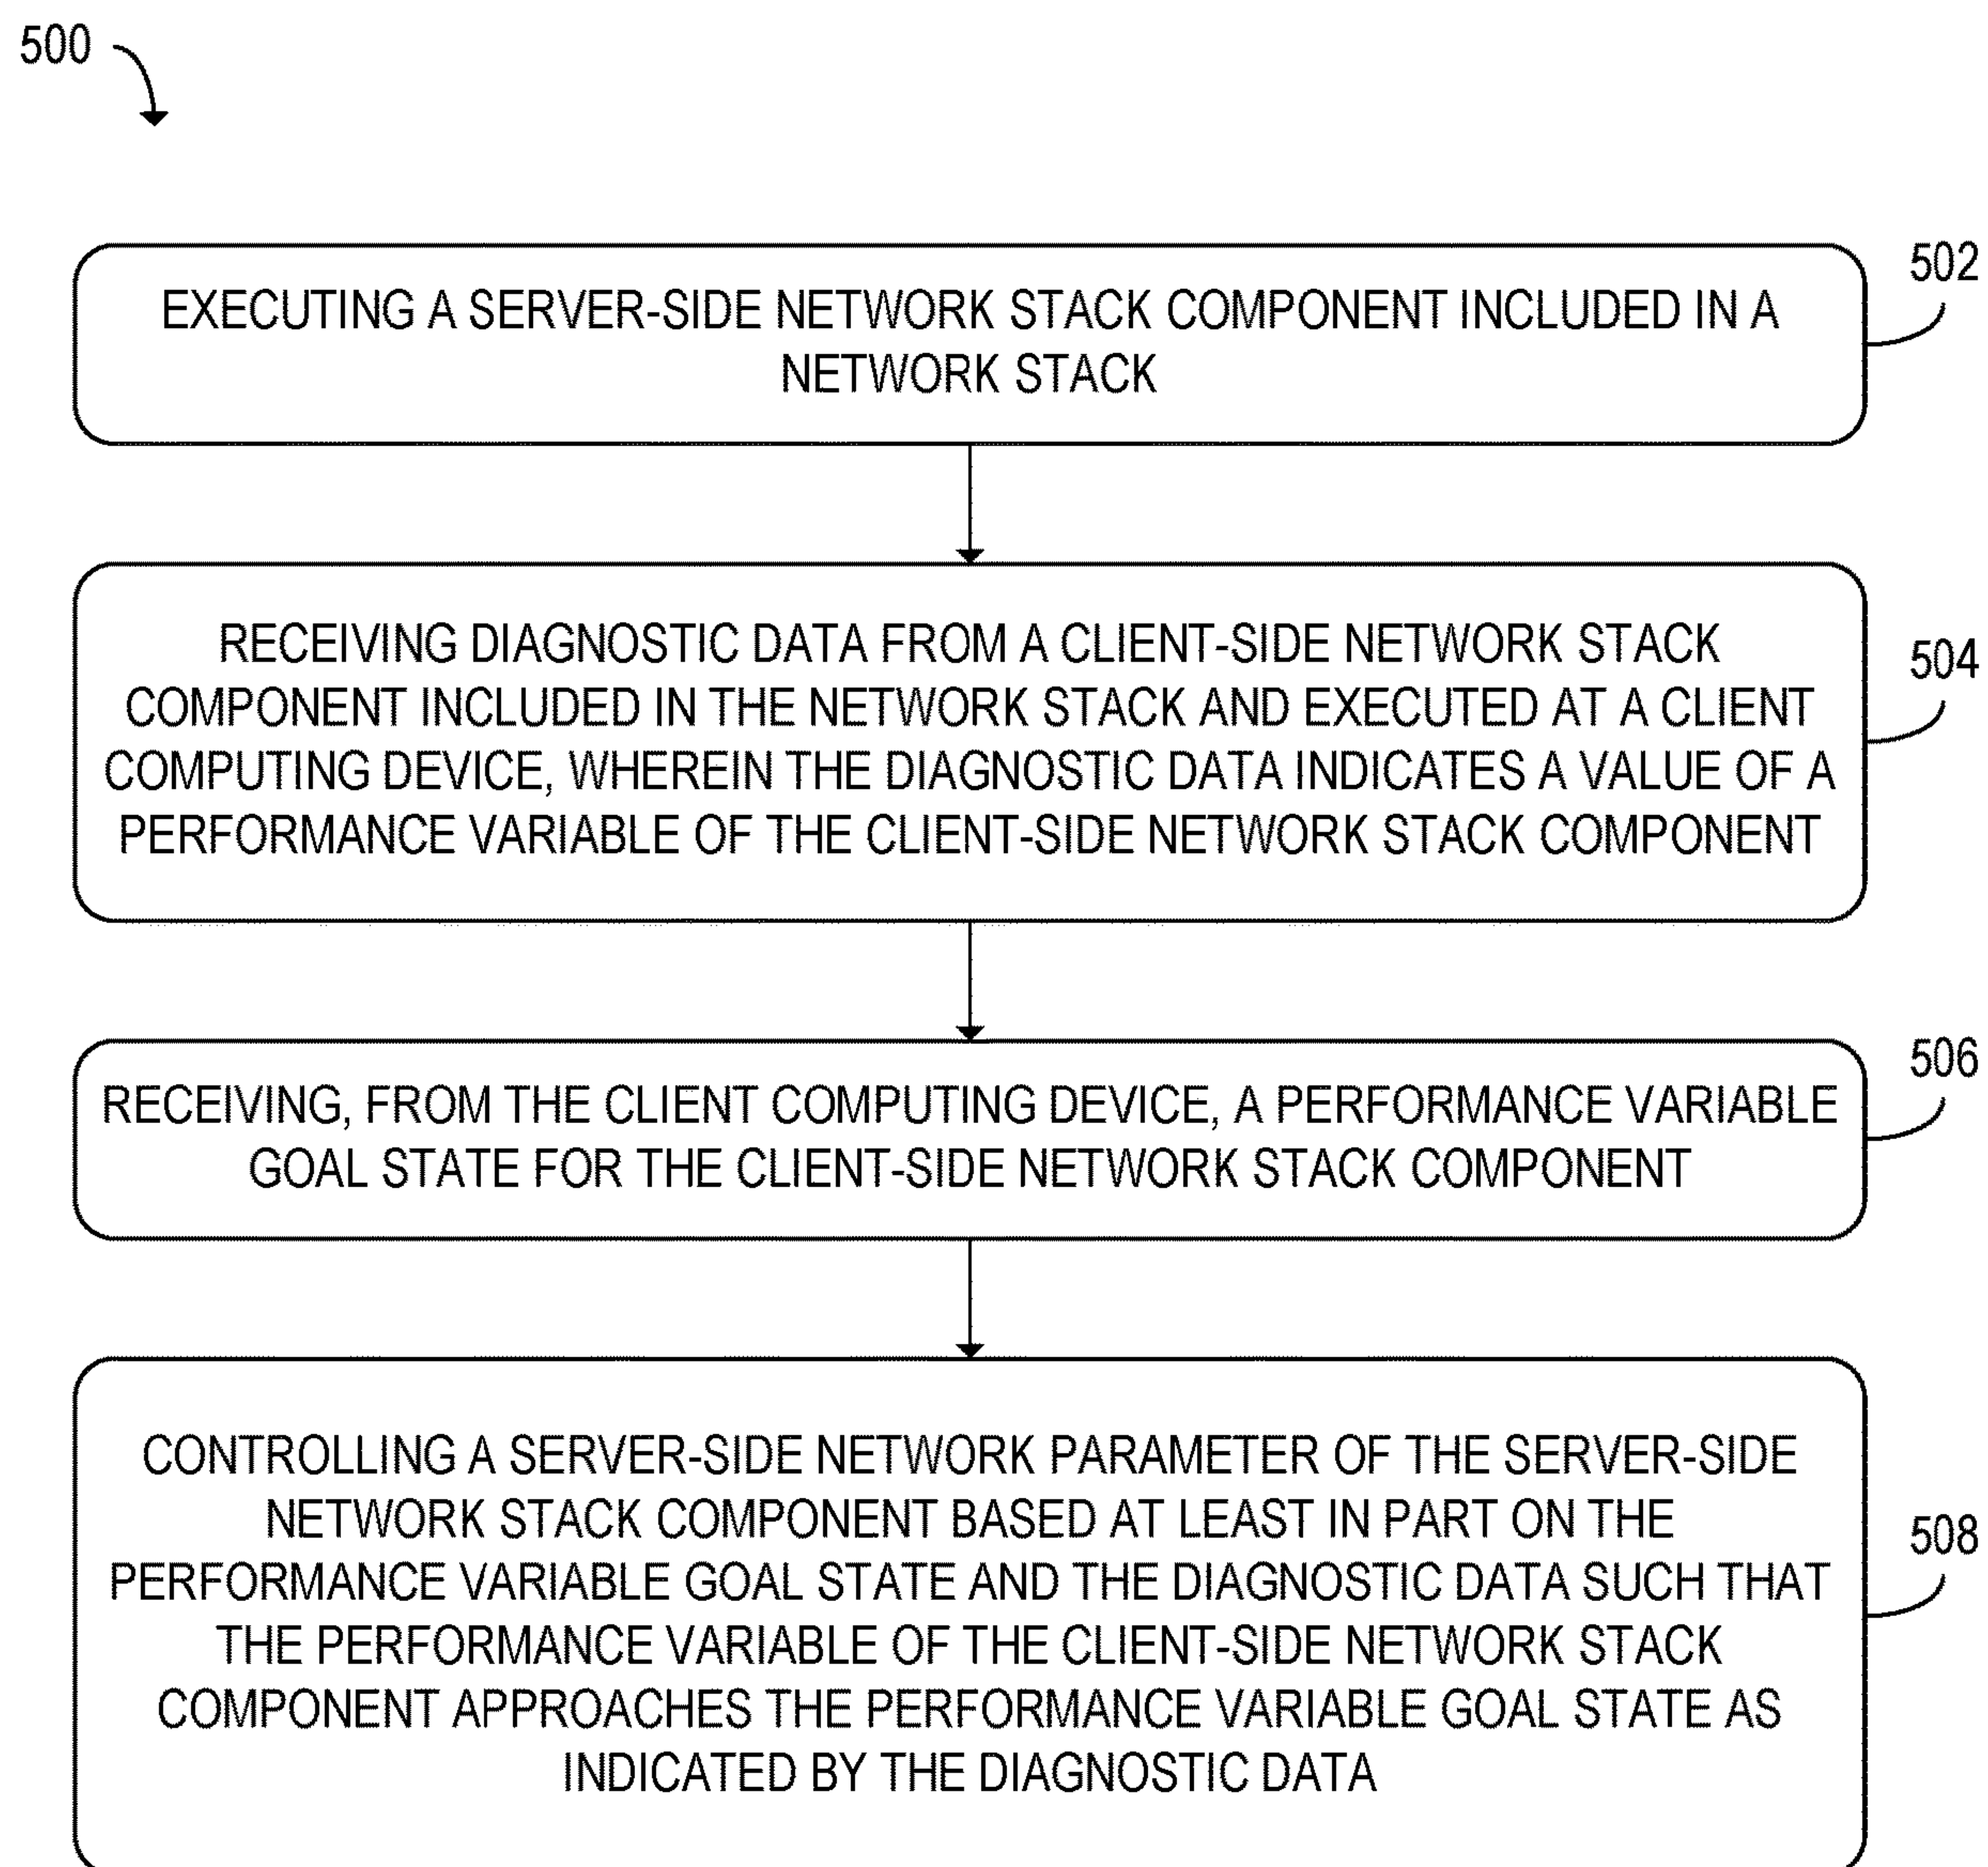 500
502
EXECUTING A SERVER-SIDE NETWORK STACK COMPONENT INCLUDED IN A
NETWORK STACK
504
RECEIVING DIAGNOSTIC DATA FROM A CLIENT-SIDE NETWORK STACK
COMPONENT INCLUDED IN THE NETWORK STACK AND EXECUTED AT A CLIENT
COMPUTING DEVICE, WHEREIN THE DIAGNOSTIC DATA INDICATES A VALUE OF A
PERFORMANCE VARIABLE OF THE CLIENT-SIDE NETWORK STACK COMPONENT
506
RECEIVING, FROM THE CLIENT COMPUTING DEVICE, A PERFORMANCE VARIABLE
GOAL STATE FOR THE CLIENT-SIDE NETWORK STACK COMPONENT
508
CONTROLLING A SERVER-SIDE NETWORK PARAMETER OF THE SERVER-SIDE
NETWORK STACK COMPONENT BASED AT LEAST IN PART ON THE
PERFORMANCE VARIABLE GOAL STATE AND THE DIAGNOSTIC DATA SUCH THAT
THE PERFORMANCE VARIABLE OF THE CLIENT-SIDE NETWORK STACK
COMPONENT APPROACHES THE PERFORMANCE VARIABLE GOAL STATE AS
INDICATED BY THE DIAGNOSTIC DATA